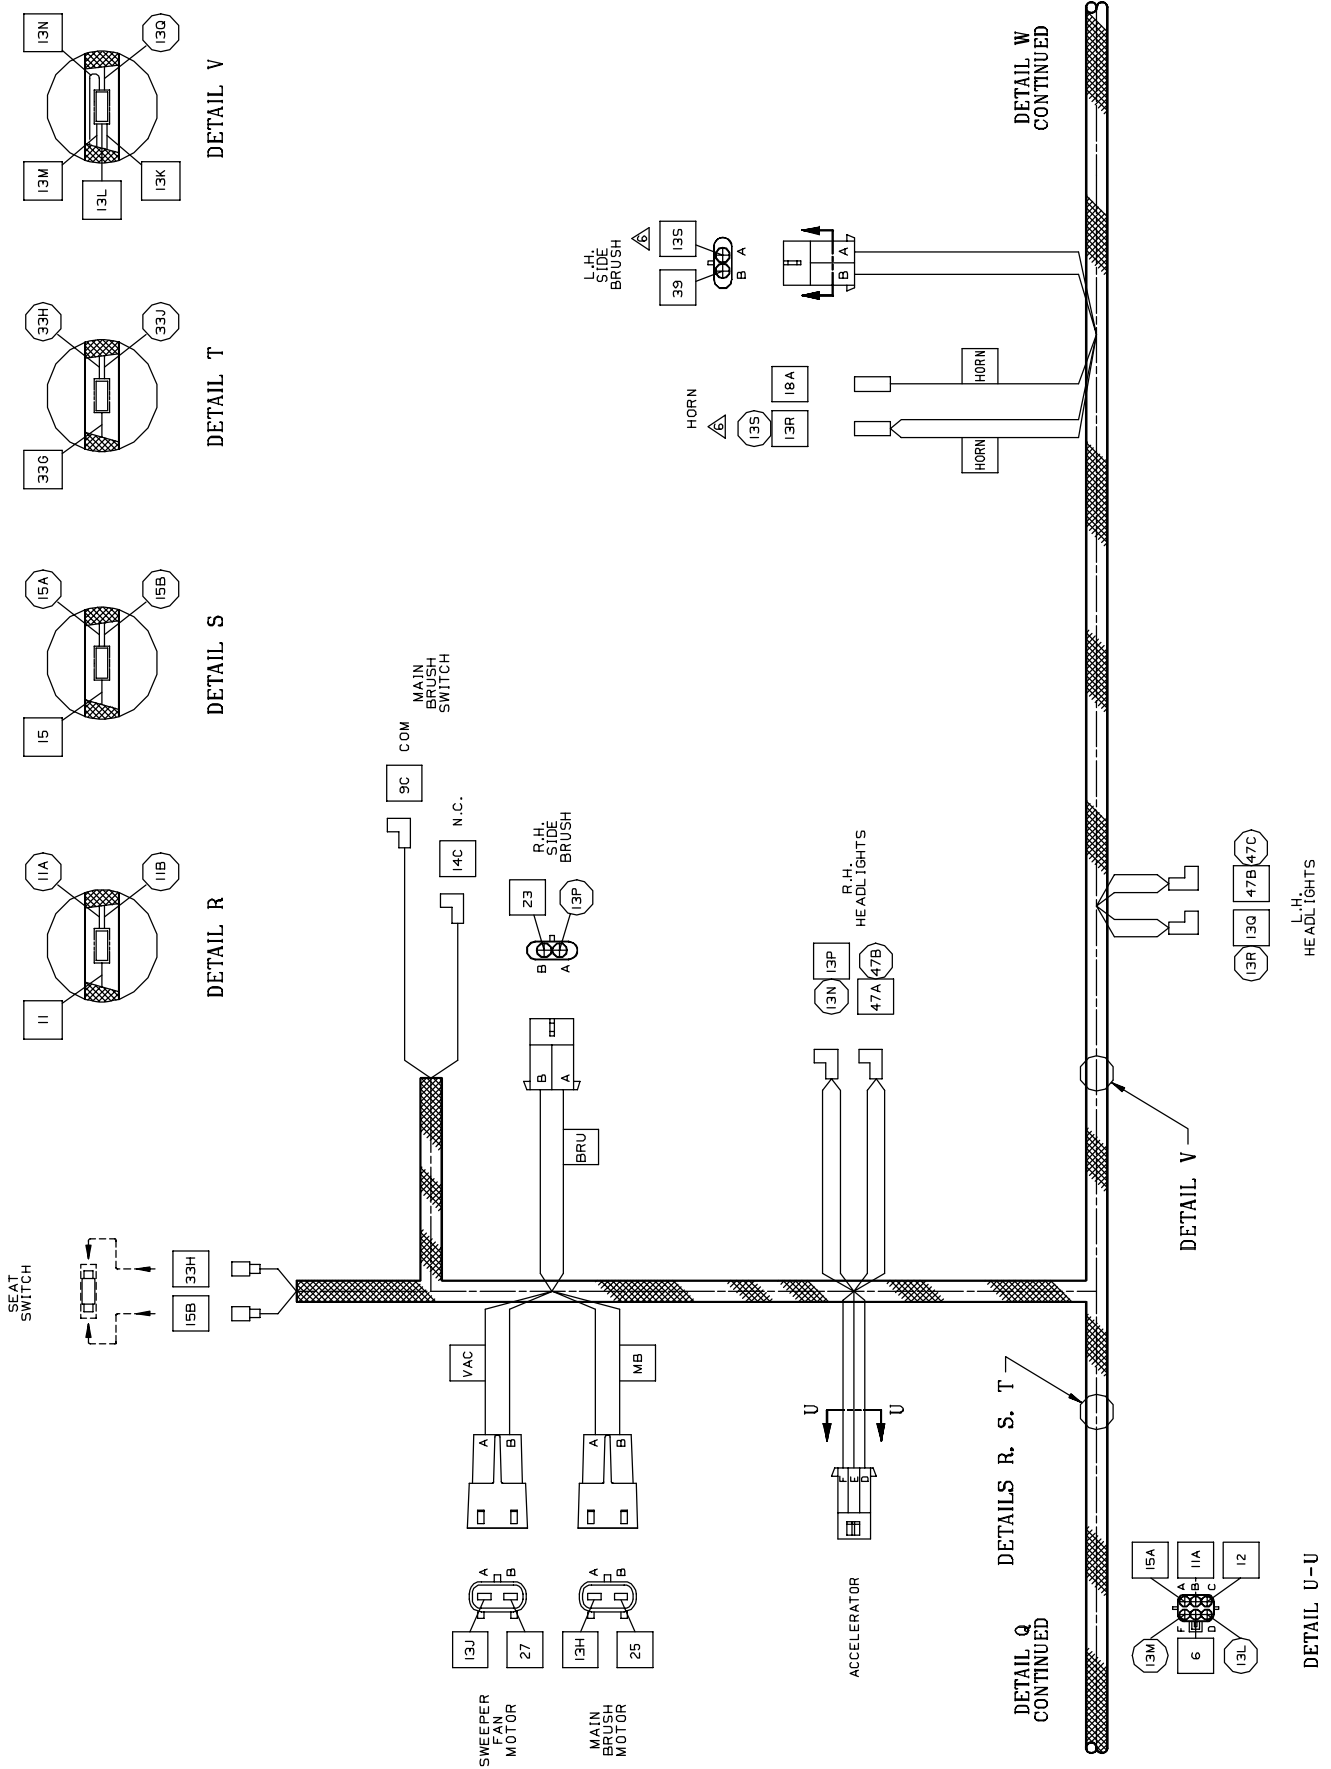 SEAT
SWITCH
15B
33H
11
11A
11B
DETAIL R
15
15A
15B
DETAIL S
33G
33H
33J
DETAIL T
13M
13L
13K
13N
13Q
DETAIL V
9C
COM
MAIN
BRUSH
SWITCH
14C
N.C.
SWEEPER
FAN
MOTOR
13J
27
A
B
A
B
VAC
MAIN
BRUSH
MOTOR
13H
25
A
B
A
B
MB
BRU
B
A
B
A
23
13P
R.H.
SIDE
BRUSH
ACCELERATOR
F
E
D
U
U
13N
13P
47A
47B
R.H.
HEADLIGHTS
HORN
6
13S
13R
18A
HORN
HORN
L.H.
SIDE
BRUSH
6
39
13S
B
A
B
A
DETAIL Q
CONTINUED
DETAILS R, S, T
DETAIL V
DETAIL W
CONTINUED
13M
6
13L
F
D
A
B
C
15A
11A
12
DETAIL U-U
13R
13Q
47B
47C
L.H.
HEADLIGHTS